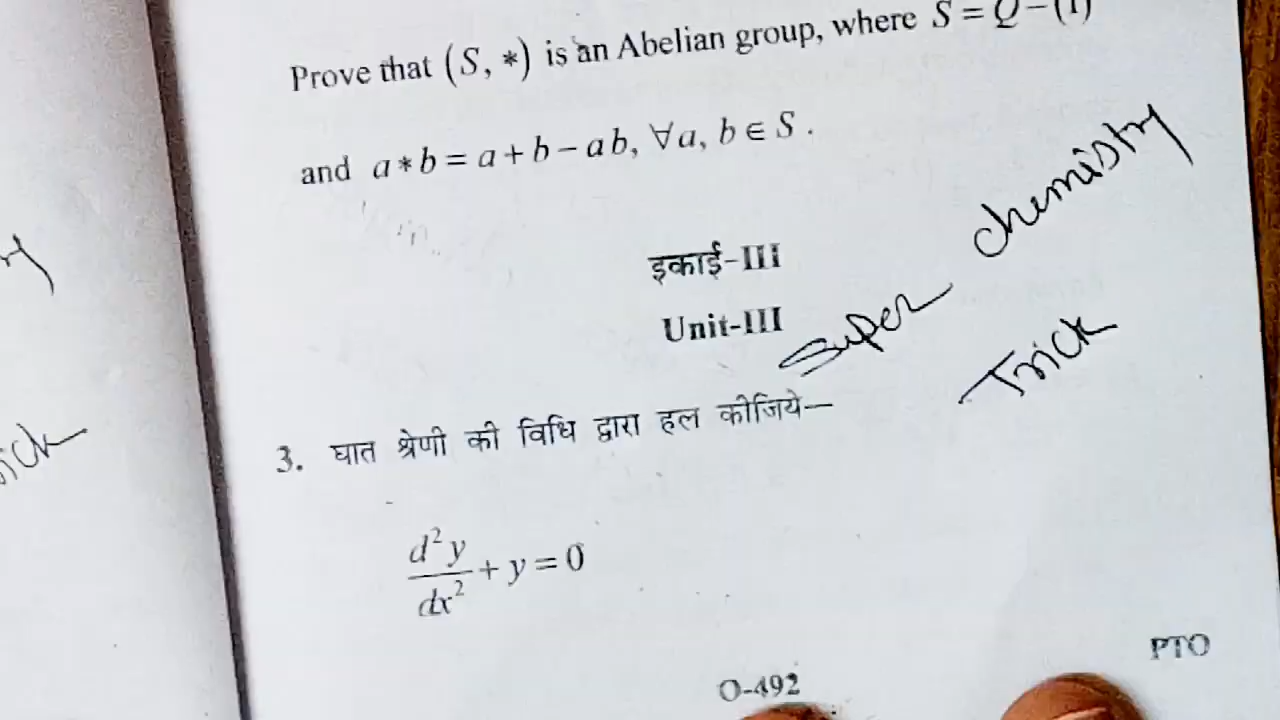 Prove that (S, *) is an Abelian group, where S = Q – (1)
and a * b = a + b – ab, ∀a, b ∈ S .
इकाई-III
Unit-III
Super Chemistry
Trick
3. घात श्रेणी की विधि द्वारा हल कीजिये—
d²y/dx² + y = 0
PTO
O-492